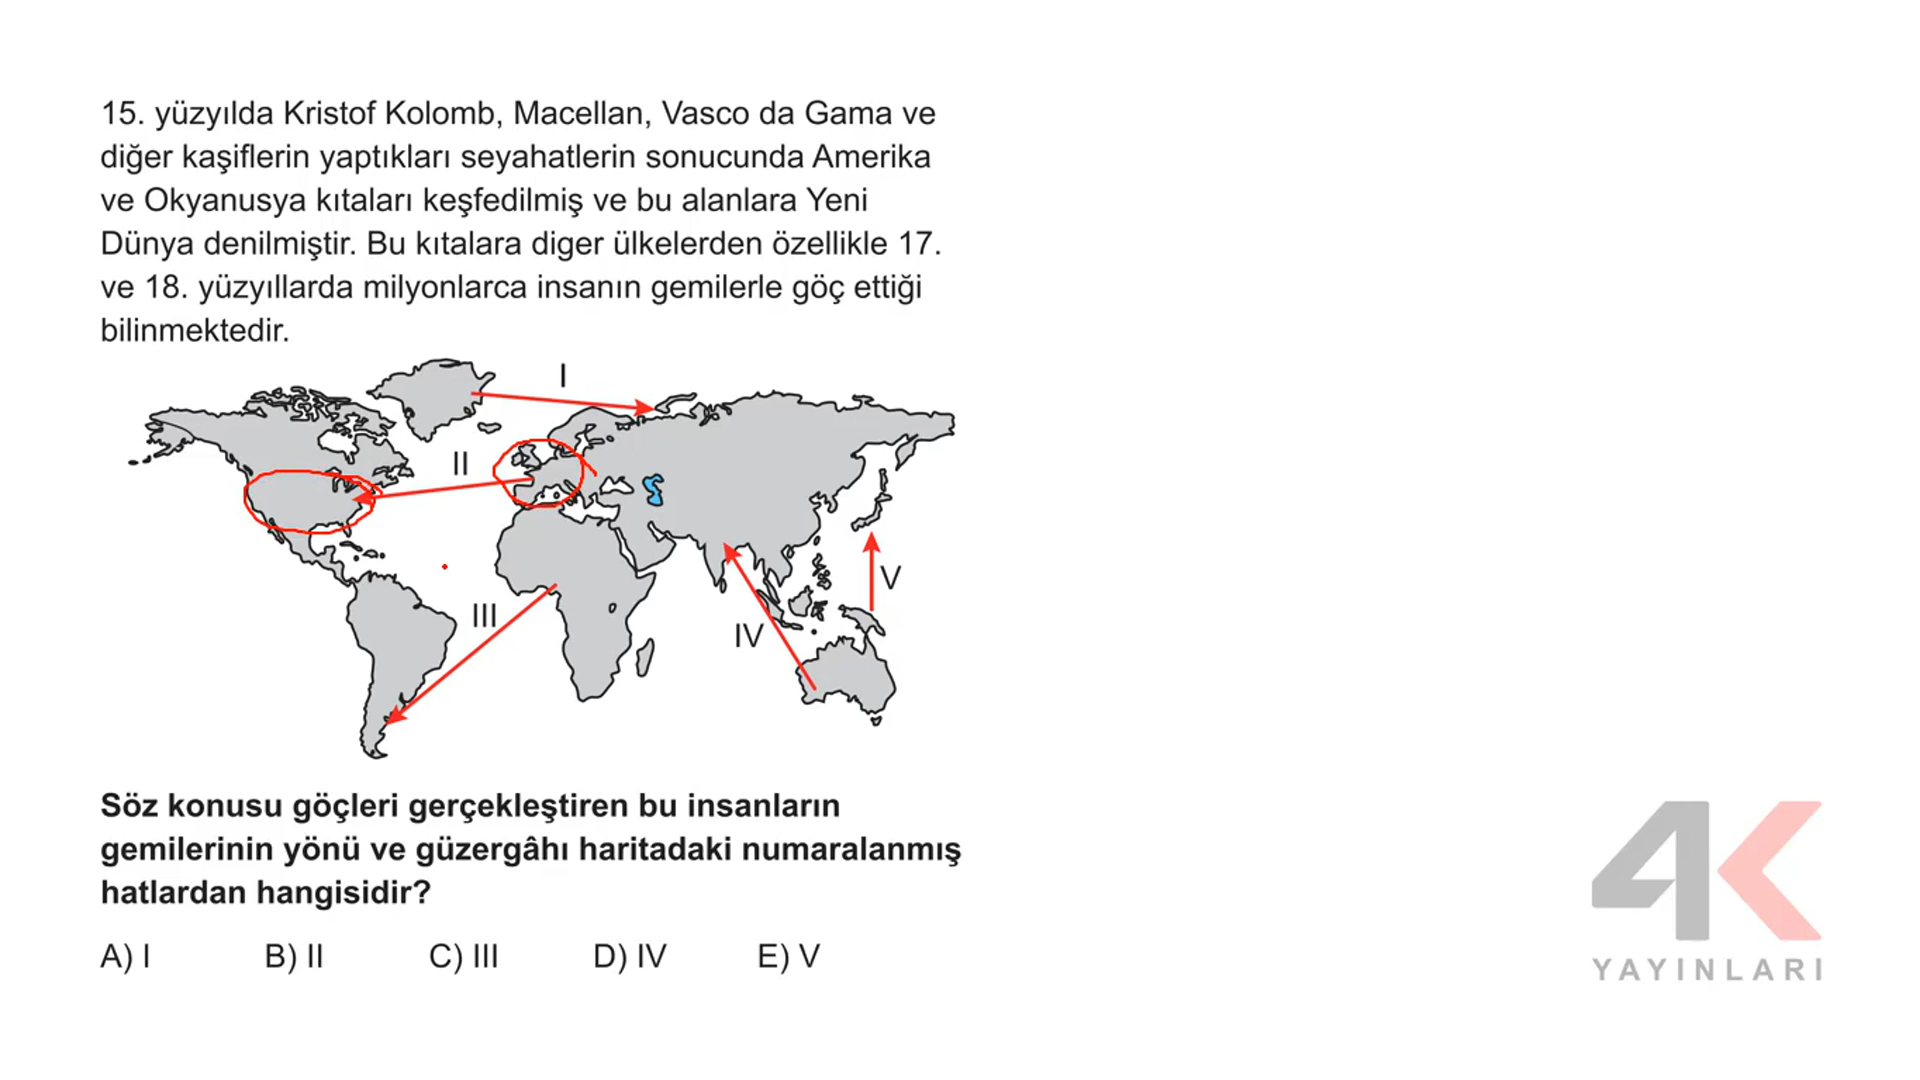 15. yüzyılda Kristof Kolomb, Macellan, Vasco da Gama ve
diğer kaşiflerin yaptıkları seyahatlerin sonucunda Amerika
ve Okyanusya kıtaları keşfedilmiş ve bu alanlara Yeni
Dünya denilmiştir. Bu kıtalara diger ülkelerden özellikle 17.
ve 18. yüzyıllarda milyonlarca insanın gemilerle göç ettiği
bilinmektedir.
I
II
III
IV
V
Söz konusu göçleri gerçekleştiren bu insanların
gemilerinin yönü ve güzergâhı haritadaki numaralanmış
hatlardan hangisidir?
A) I B) II C) III D) IV E) V
4K
YAYINLARI